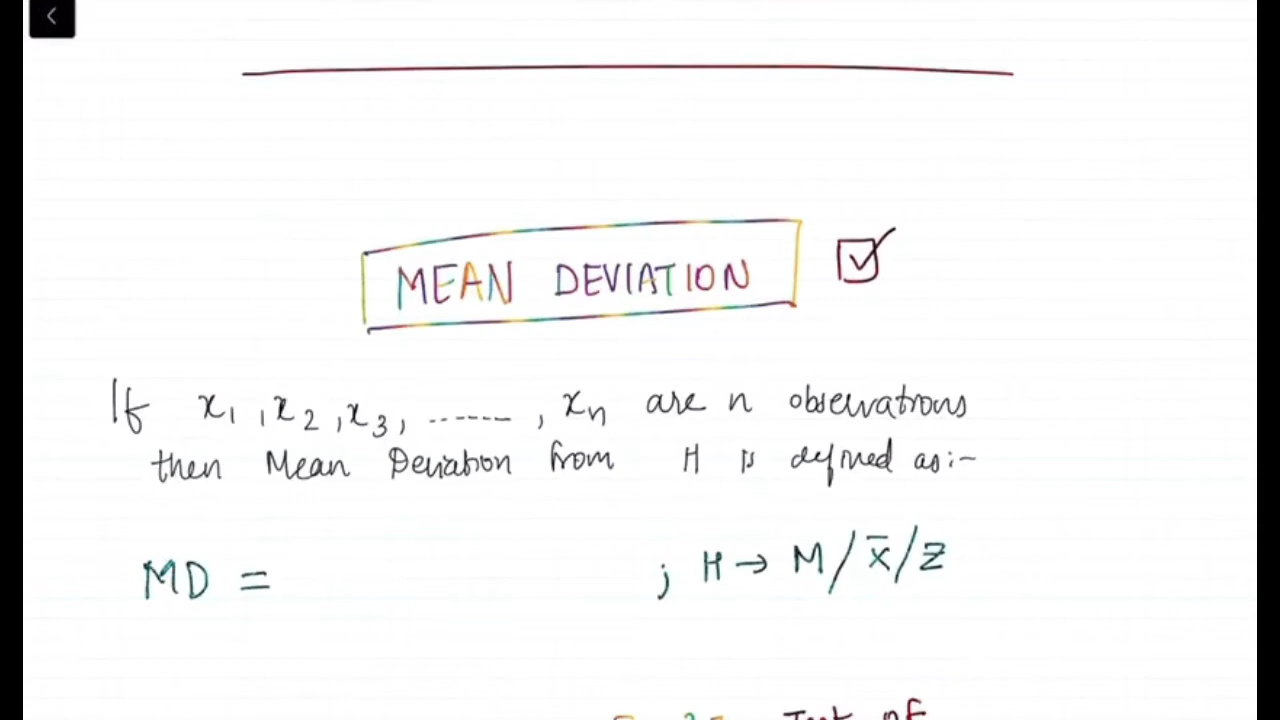 MEAN DEVIATION
If x₁, x₂, x₃, ......, xₙ are n observations
then Mean Deviation from H is defined as:-
MD = ; H → M/x̄/Z